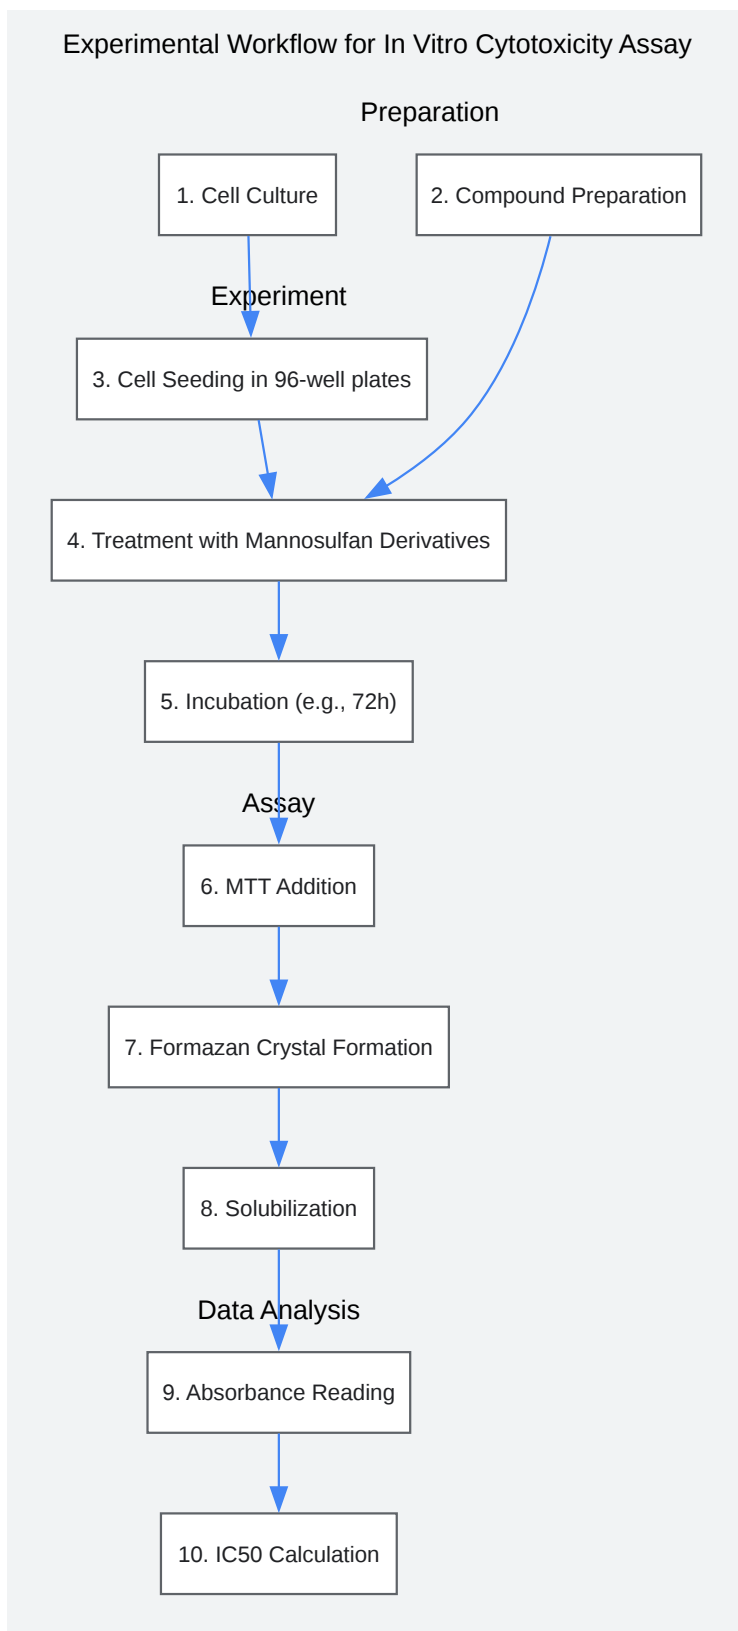 Experimental Workflow for In Vitro Cytotoxicity Assay
Preparation
1. Cell Culture
2. Compound Preparation
Experiment
3. Cell Seeding in 96-well plates
4. Treatment with Mannosulfan Derivatives
5. Incubation (e.g., 72h)
Assay
6. MTT Addition
7. Formazan Crystal Formation
8. Solubilization
Data Analysis
9. Absorbance Reading
10. IC50 Calculation